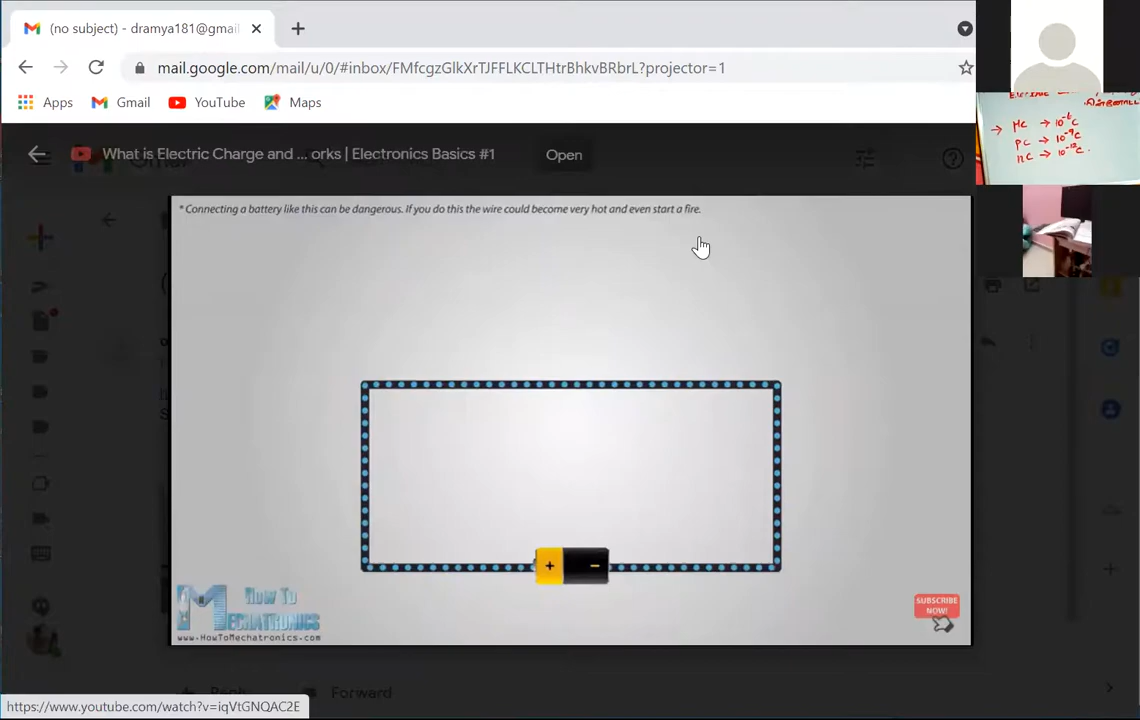 (no subject) - dramya181@gmail
mail.google.com/mail/u/0/#inbox/FMfcgzGlkXrTJFFLKCLTHtrBhkvBRbrL?projector=1
Apps Gmail YouTube Maps
What is Electric Charge and ... orks | Electronics Basics #1 Open
* Connecting a battery like this can be dangerous. If you do this the wire could become very hot and even start a fire.
→ μC → 10⁻⁶C
PC → 10⁻⁹C
nC → 10⁻¹²C
+ −
How To
Mechatronics
www.HowToMechatronics.com
SUBSCRIBE
NOW!
Reply Forward
https://www.youtube.com/watch?v=iqVtGNQAC2E